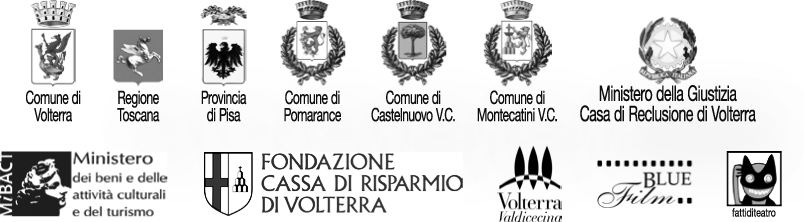 Comune di
Volterra
Regione
Toscana
Provincia
di Pisa
Comune di
Pomarance
Comune di
Castelnuovo V.C.
Comune di
Montecatini V.C.
Ministero della Giustizia
Casa di Reclusione di Volterra
MiBACT
Ministero
dei beni e delle
attività culturali
e del turismo
FONDAZIONE
CASSA DI RISPARMIO
DI VOLTERRA
Volterra
Valdicecina
BLUE
Film
fattiditeatro